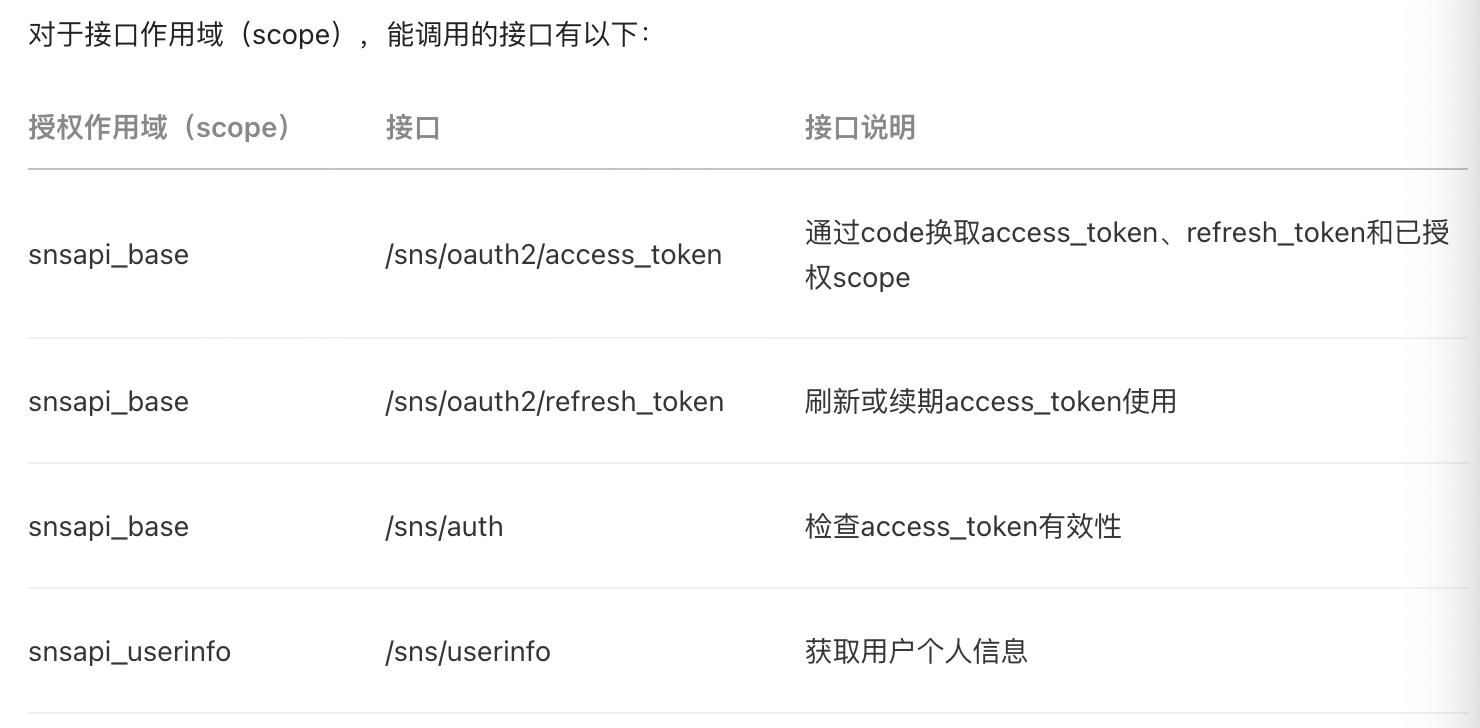 对于接口作用域（scope），能调用的接口有以下：
授权作用域（scope） 接口 接口说明
snsapi_base /sns/oauth2/access_token 通过code换取access_token、refresh_token和已授
权scope
snsapi_base /sns/oauth2/refresh_token 刷新或续期access_token使用
snsapi_base /sns/auth 检查access_token有效性
snsapi_userinfo /sns/userinfo 获取用户个人信息